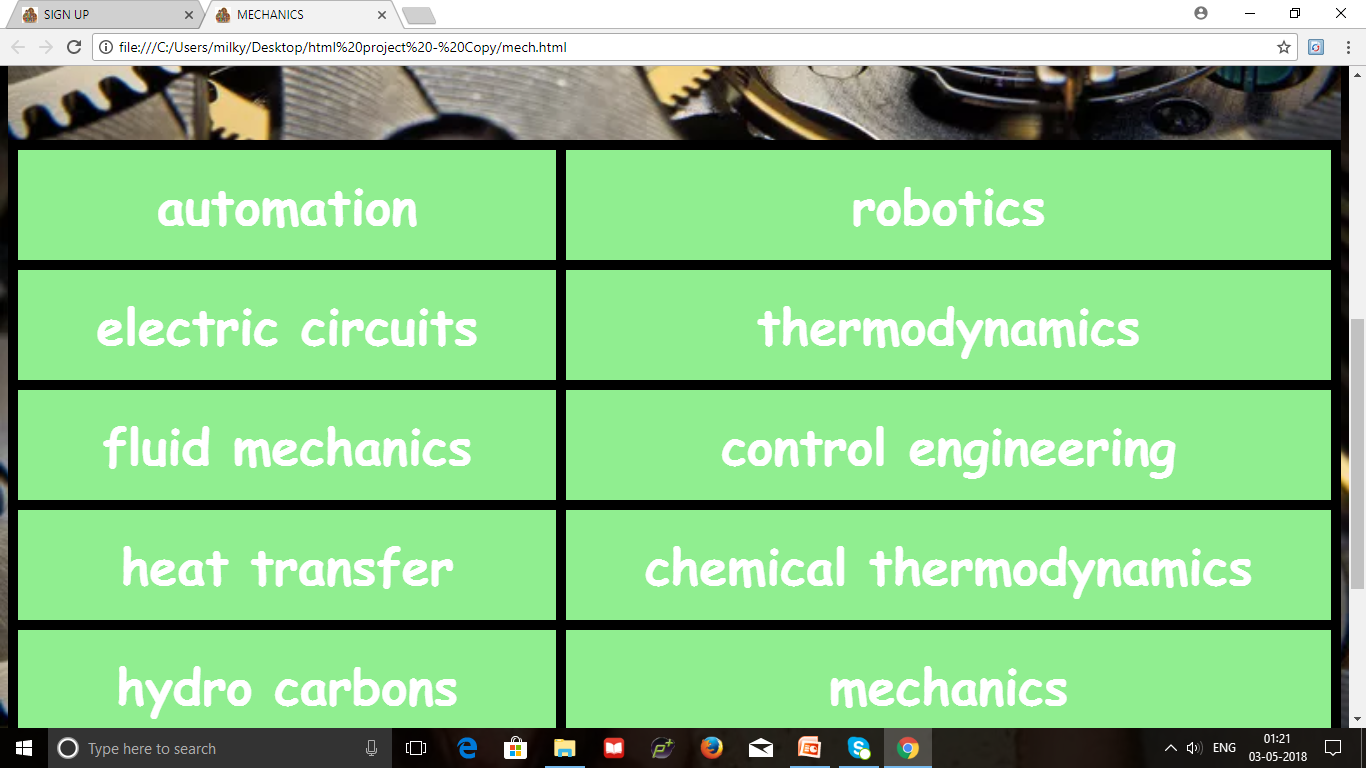 SIGN UP
MECHANICS
file:///C:/Users/milky/Desktop/html%20project%20-%20Copy/mech.html
automation
robotics
electric circuits
thermodynamics
fluid mechanics
control engineering
heat transfer
chemical thermodynamics
hydro carbons
mechanics
Type here to search
ENG
01:21
03-05-2018